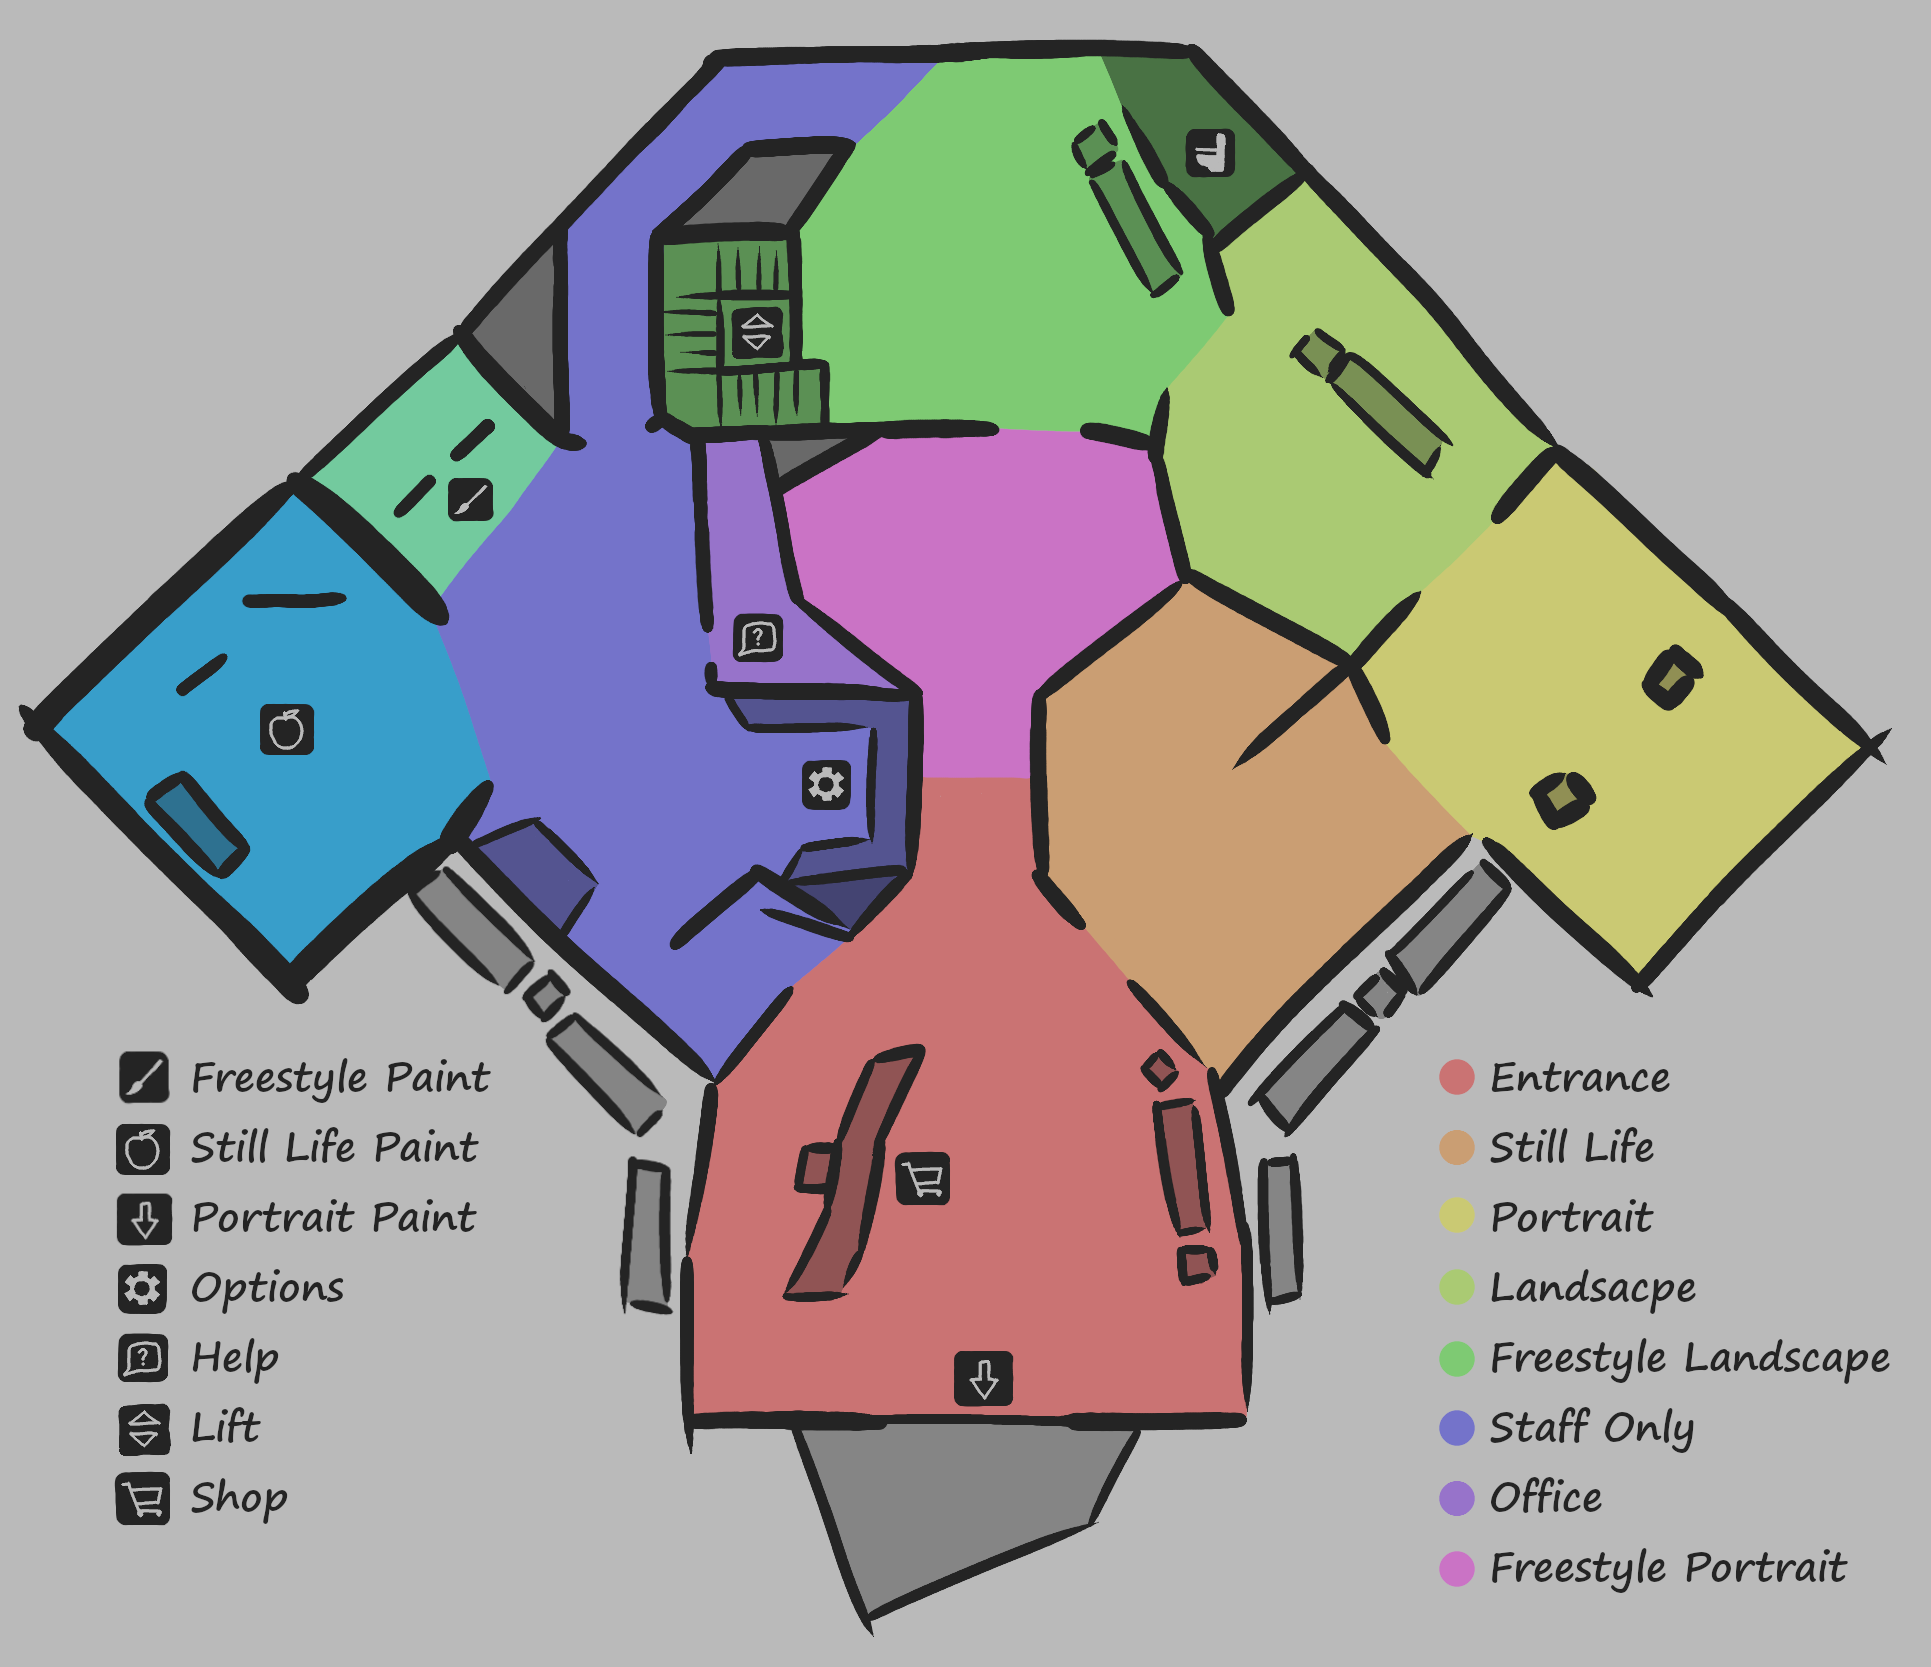 ?
Freestyle Paint
Still Life Paint
Portrait Paint
Options
? Help
Lift
Shop
Entrance
Still Life
Portrait
Landsacpe
Freestyle Landscape
Staff Only
Office
Freestyle Portrait